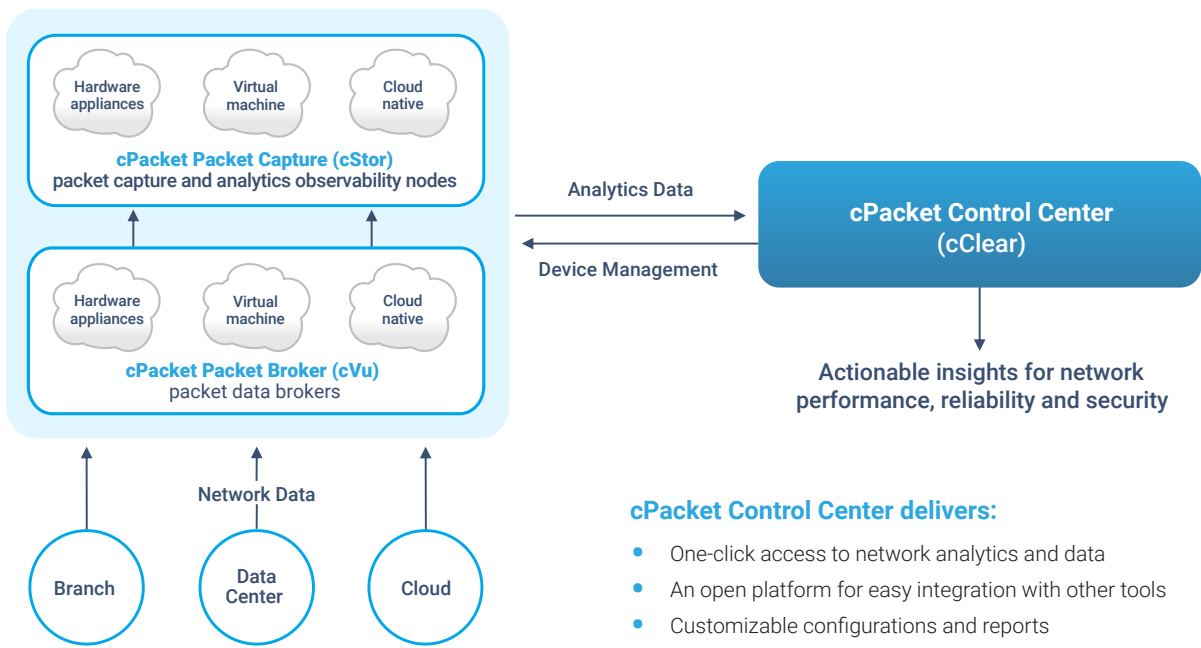 Hardware
appliances
Virtual
machine
Cloud
native
cPacket Packet Capture (cStor)
packet capture and analytics observability nodes
Hardware
appliances
Virtual
machine
Cloud
native
cPacket Packet Broker (cVu)
packet data brokers
Network Data
Branch
Data
Center
Cloud
Analytics Data
Device Management
cPacket Control Center
(cClear)
Actionable insights for network
performance, reliability and security
cPacket Control Center delivers:
• One-click access to network analytics and data
• An open platform for easy integration with other tools
• Customizable configurations and reports